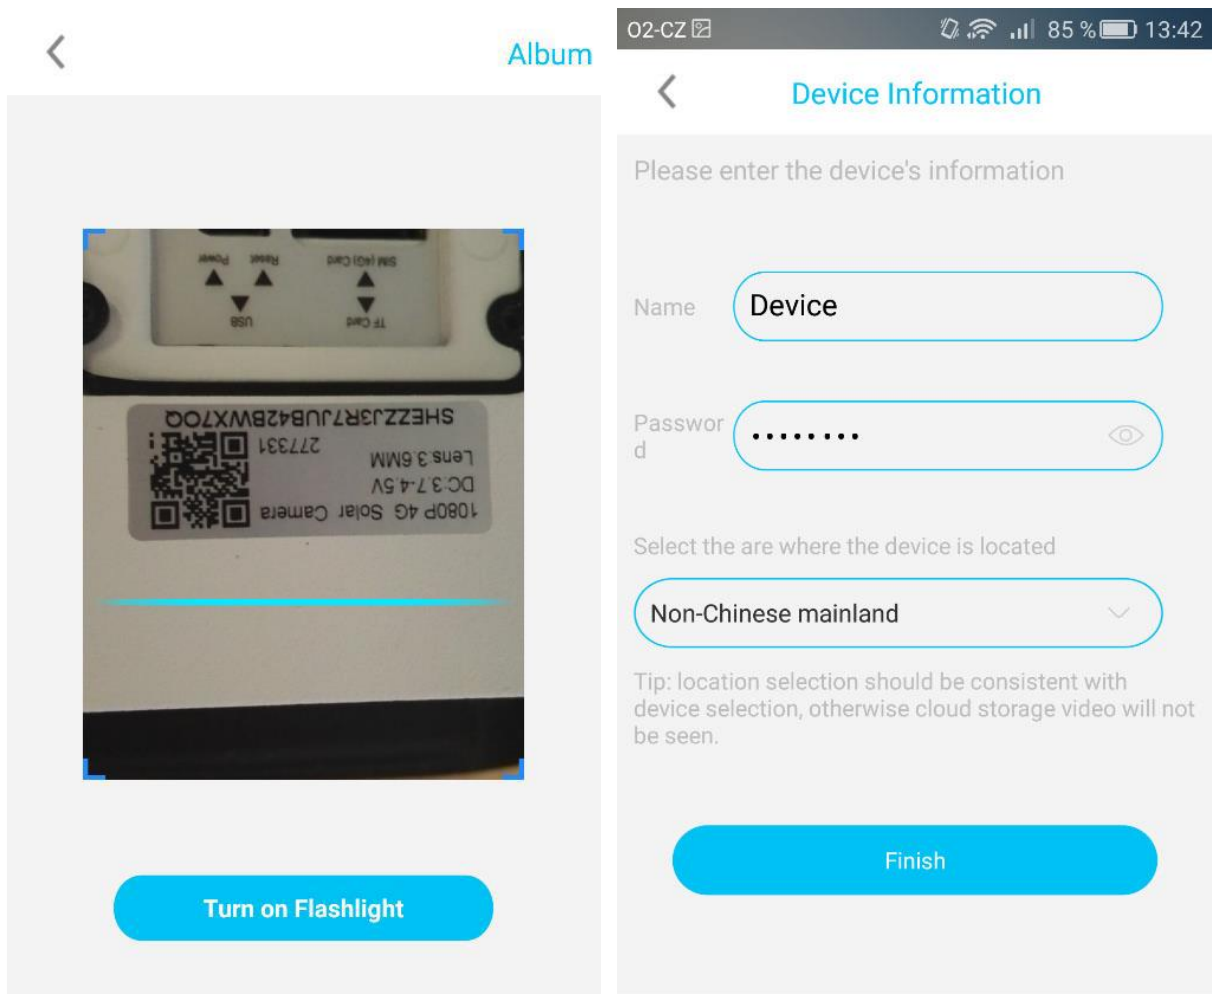 Album
Power Reset SIM (4G) Card
USB TF Card
1080P 4G Solar Camera
DC:3.7-4.5V
Lens:3.6MM
277331
SHEZZJ3R7JUB42BWX7OQ
Turn on Flashlight
O2-CZ 85 % 13:42
Device Information
Please enter the device's information
Name Device
Passwor
d ••••••••
Select the are where the device is located
Non-Chinese mainland
Tip: location selection should be consistent with
device selection, otherwise cloud storage video will not
be seen.
Finish